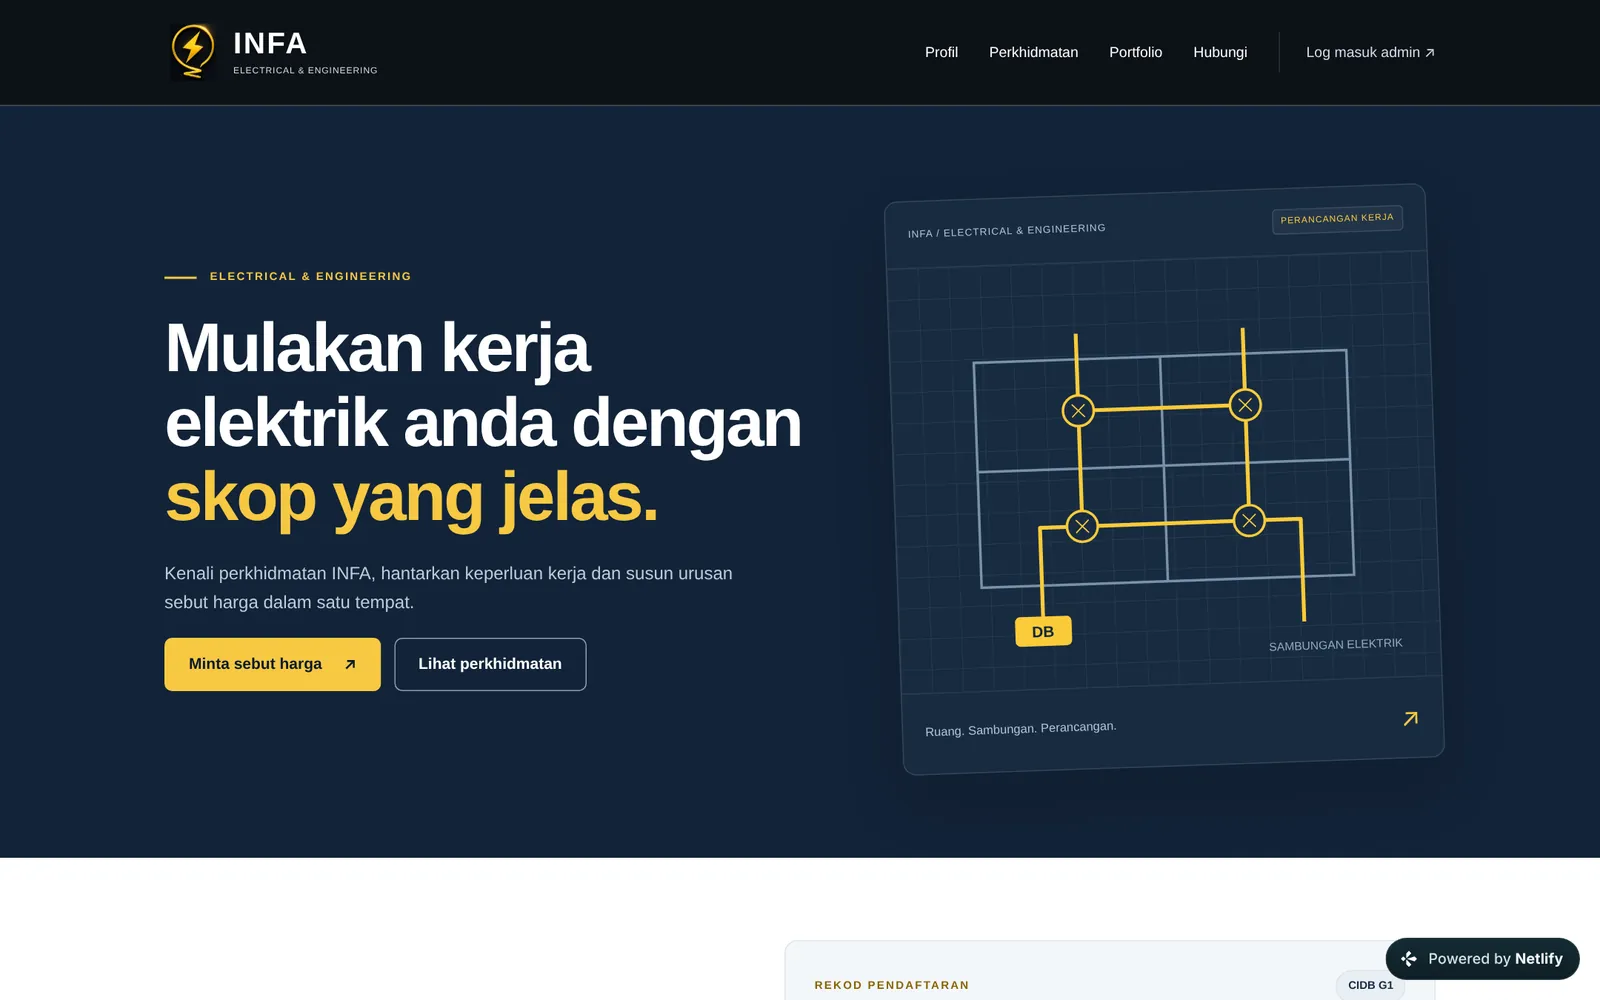 INFA
ELECTRICAL & ENGINEERING
Profil
Perkhidmatan
Portfolio
Hubungi
Log masuk admin
ELECTRICAL & ENGINEERING
Mulakan kerja
elektrik anda dengan
skop yang jelas.
Kenali perkhidmatan INFA, hantarkan keperluan kerja dan susun urusan
sebut harga dalam satu tempat.
Minta sebut harga
Lihat perkhidmatan
INFA / ELECTRICAL & ENGINEERING
PERANCANGAN KERJA
DB
SAMBUNGAN ELEKTRIK
Ruang. Sambungan. Perancangan.
REKOD PENDAFTARAN
CIDB G1
Powered by Netlify